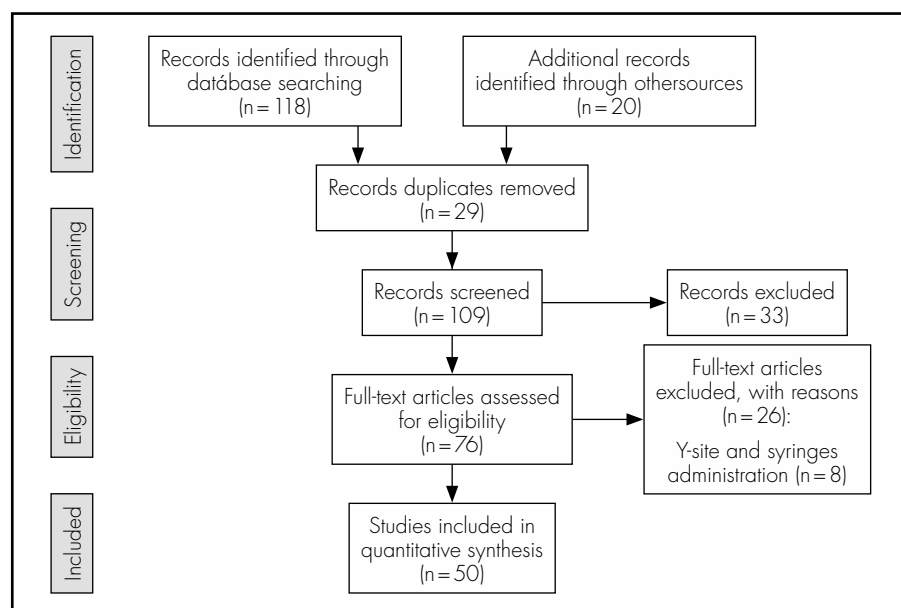 Identification
Records identified through
datábase searching
(n = 118)
Additional records
identified through othersources
(n = 20)
Records duplicates removed
(n = 29)
Screening
Records screened
(n = 109)
Records excluded
(n = 33)
Eligibility
Full-text articles assessed
for eligibility
(n = 76)
Full-text articles
excluded, with reasons
(n = 26):
Y-site and syringes
administration (n = 8)
Included
Studies included in
quantitative synthesis
(n = 50)